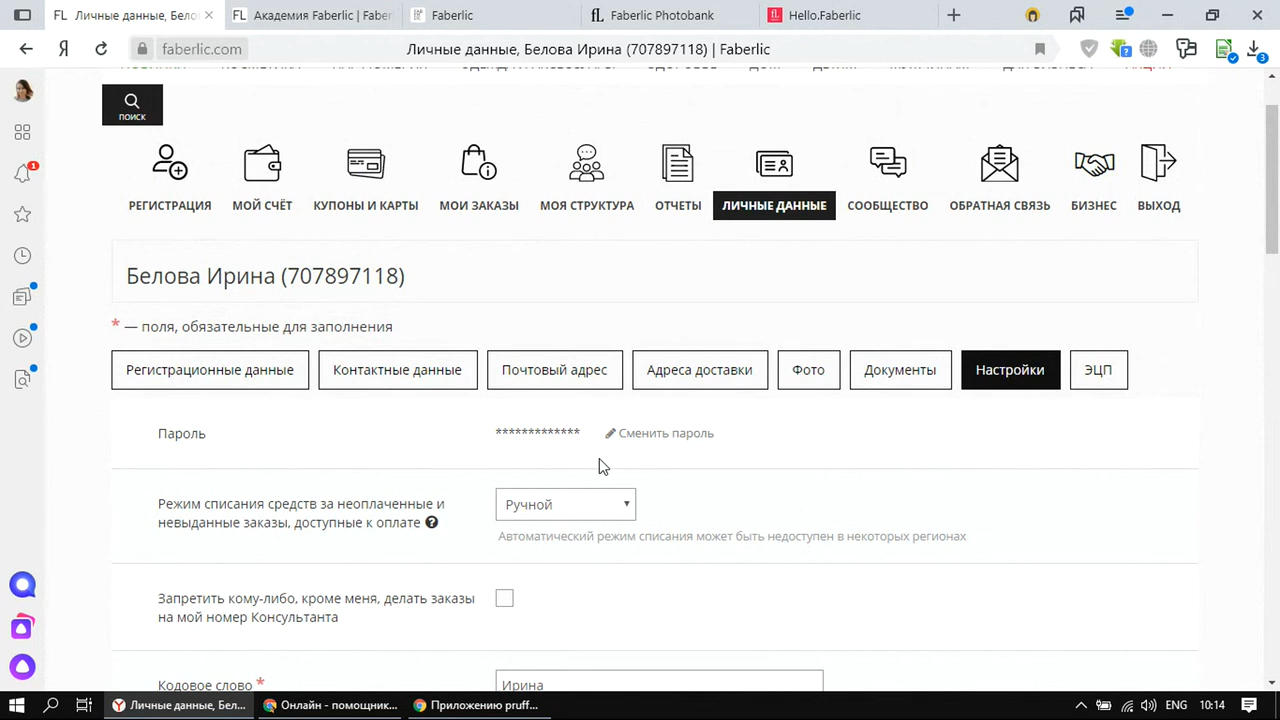 FL Личные данные, Бело
FL Академия Faberlic | Faber
Faberlic
Faberlic Photobank
Hello.Faberlic
Я
faberlic.com
Личные данные, Белова Ирина (707897118) | Faberlic
?
3
ПОИСК
1
РЕГИСТРАЦИЯ
МОЙ СЧЁТ
КУПОНЫ И КАРТЫ
МОИ ЗАКАЗЫ
МОЯ СТРУКТУРА
ОТЧЕТЫ
ЛИЧНЫЕ ДАННЫЕ
СООБЩЕСТВО
ОБРАТНАЯ СВЯЗЬ
БИЗНЕС
ВЫХОД
Белова Ирина (707897118)
* — поля, обязательные для заполнения
Регистрационные данные
Контактные данные
Почтовый адрес
Адреса доставки
Фото
Документы
Настройки
ЭЦП
Пароль
*************
Сменить пароль
Режим списания средств за неоплаченные и
невыданные заказы, доступные к оплате ?
Ручной
Автоматический режим списания может быть недоступен в некоторых регионах
Запретить кому-либо, кроме меня, делать заказы
на мой номер Консультанта
Кодовое слово *
Ирина
Личные данные, Бел...
Онлайн - помощник...
Приложению pruff...
ENG
10:14